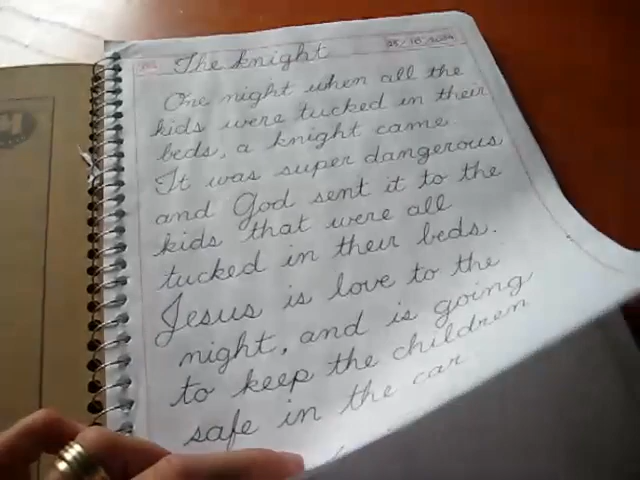 The knight
One night when all the
kids were tucked in their
beds, a knight came.
It was super dangerous
and God sent it to the
kids that were all
tucked in their beds.
Jesus is love to the
night, and is going
to keep the children
safe in the car